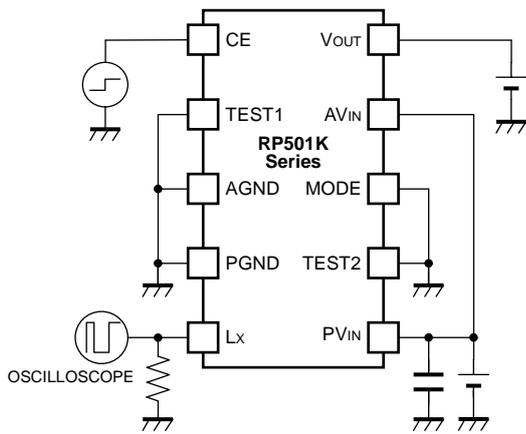 CE
VOUT
TEST1
AVIN
RP501K
Series
AGND
MODE
PGND
TEST2
LX
PVIN
OSCILLOSCOPE